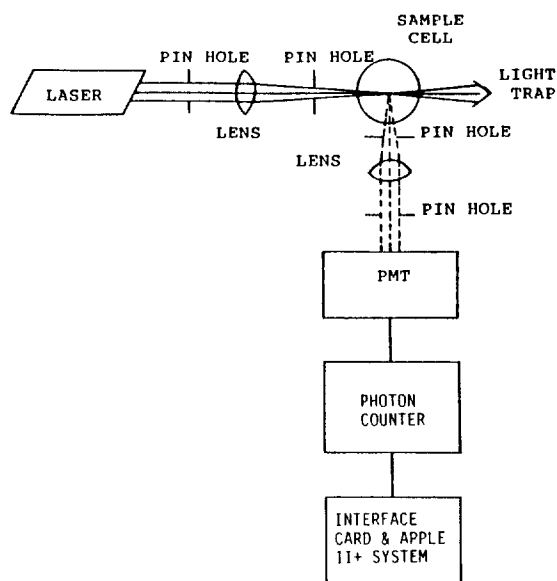 SAMPLE
CELL
PIN HOLE
PIN HOLE
LASER
LIGHT
TRAP
LENS
PIN HOLE
LENS
PIN HOLE
PMT
PHOTON
COUNTER
INTERFACE
CARD & APPLE
II+ SYSTEM